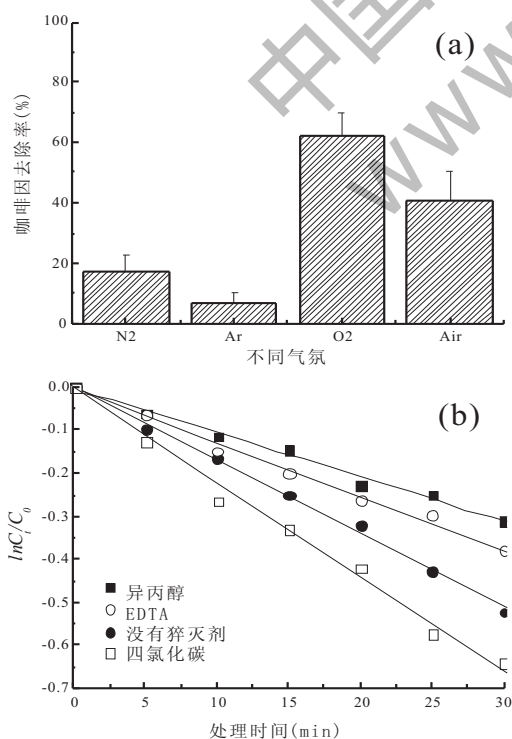 中国
www
(a)
100
80
60
40
20
0
咖啡因去除率(%)
N2 Ar O2 Air
不同气氛
(b)
0.0
-0.1
-0.2
-0.3
-0.4
-0.5
-0.6
-0.7
lnCt/C0
异丙醇
EDTA
没有猝灭剂
四氯化碳
0 5 10 15 20 25 30
处理时间(min)